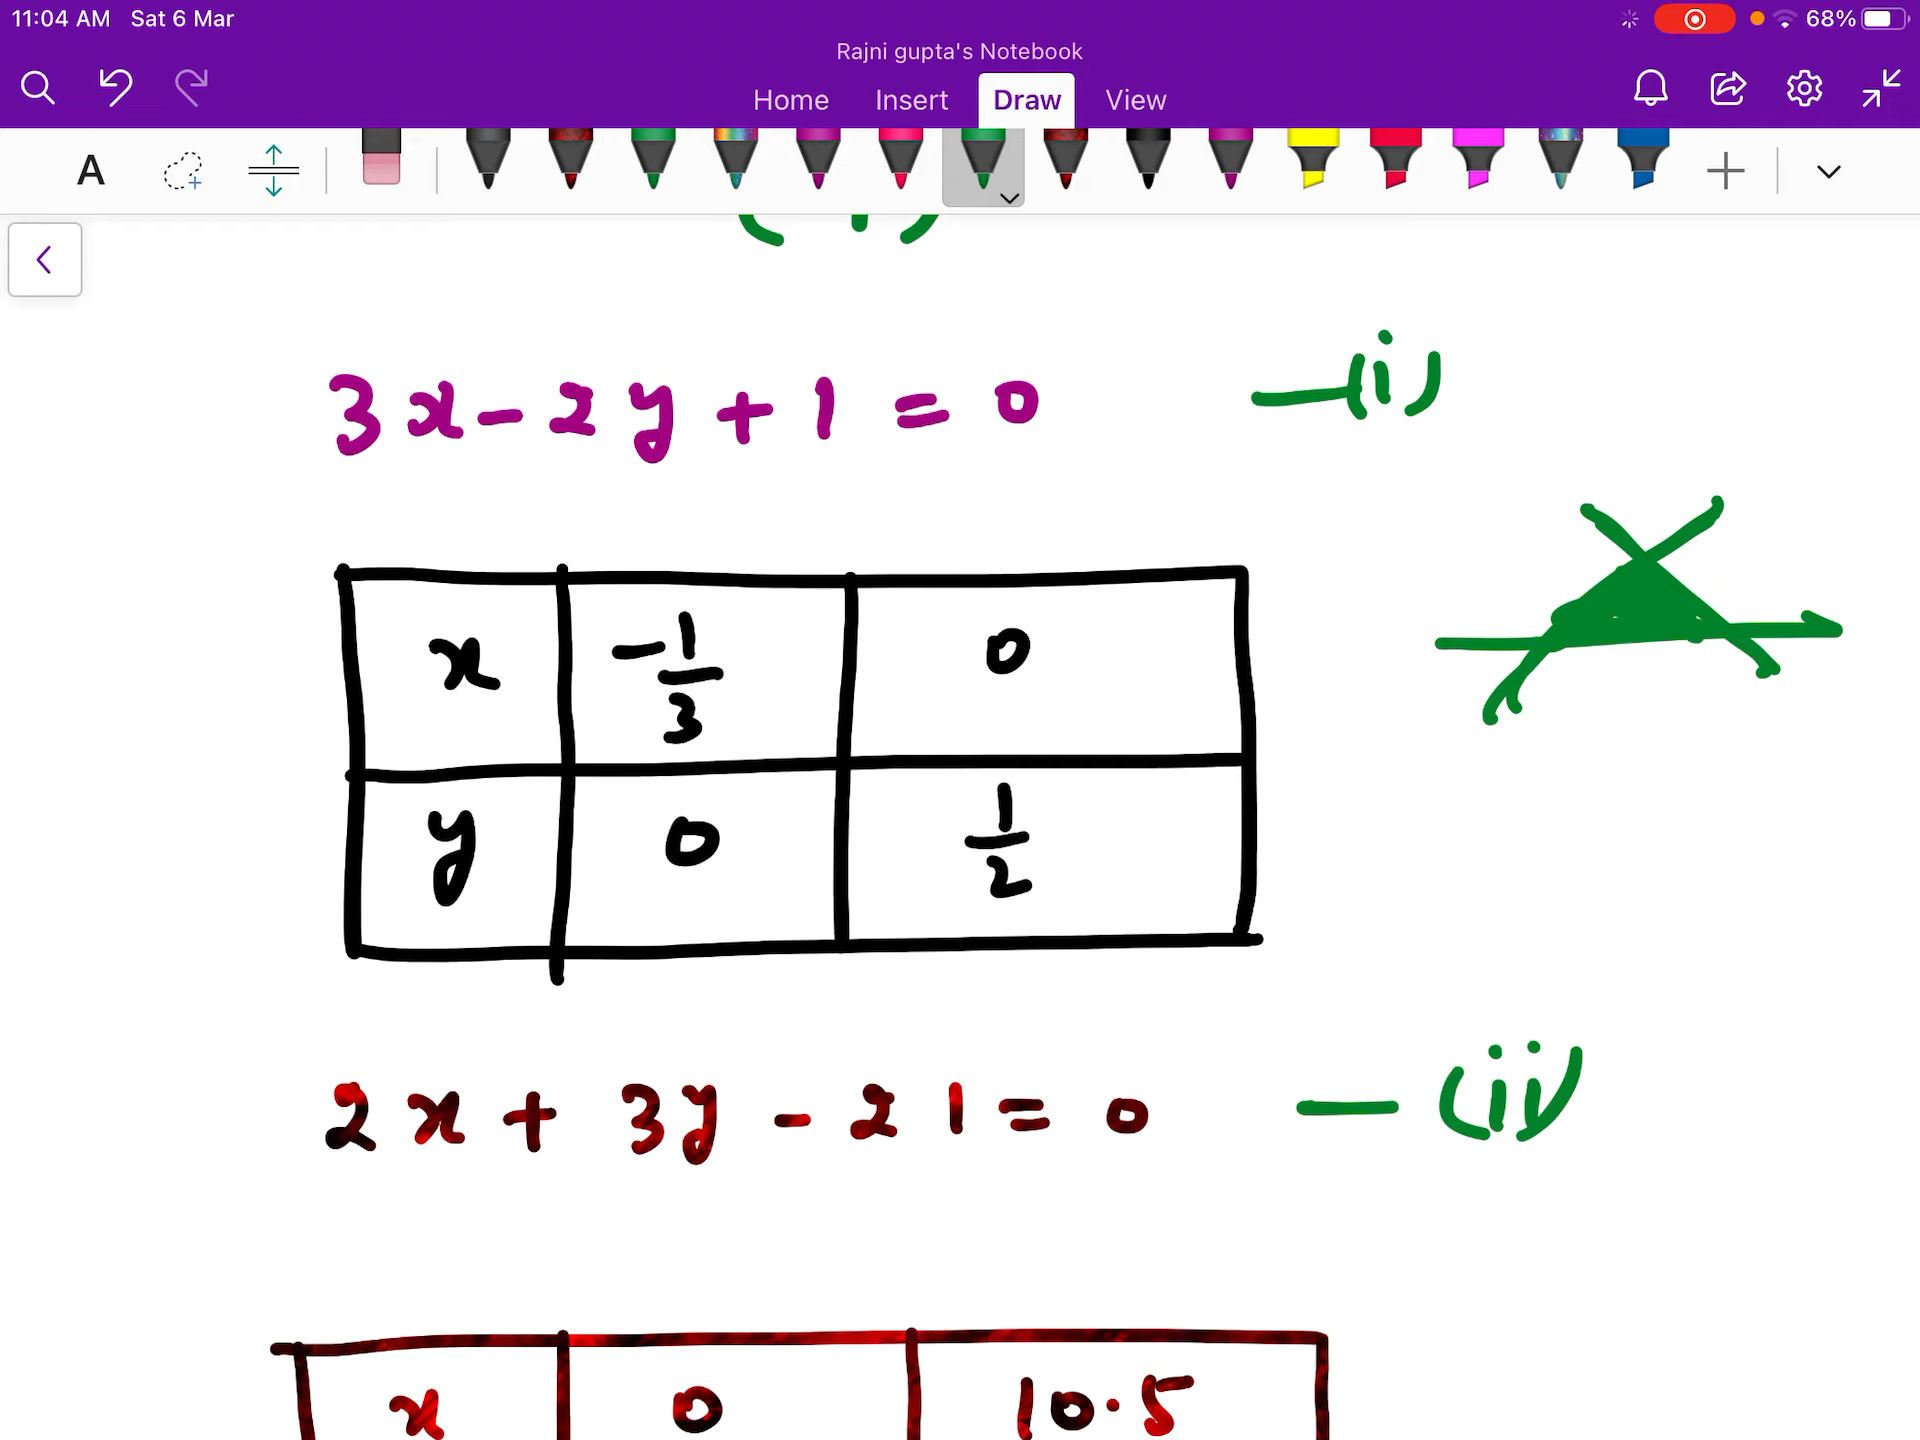 11:04 AM Sat 6 Mar 68%
Rajni gupta's Notebook
Home Insert Draw View
A
3x-2y+1=0 —(i)
x -1/3 0
y 0 1/2
2x+3y-21=0 —(ii)
x 0 10.5